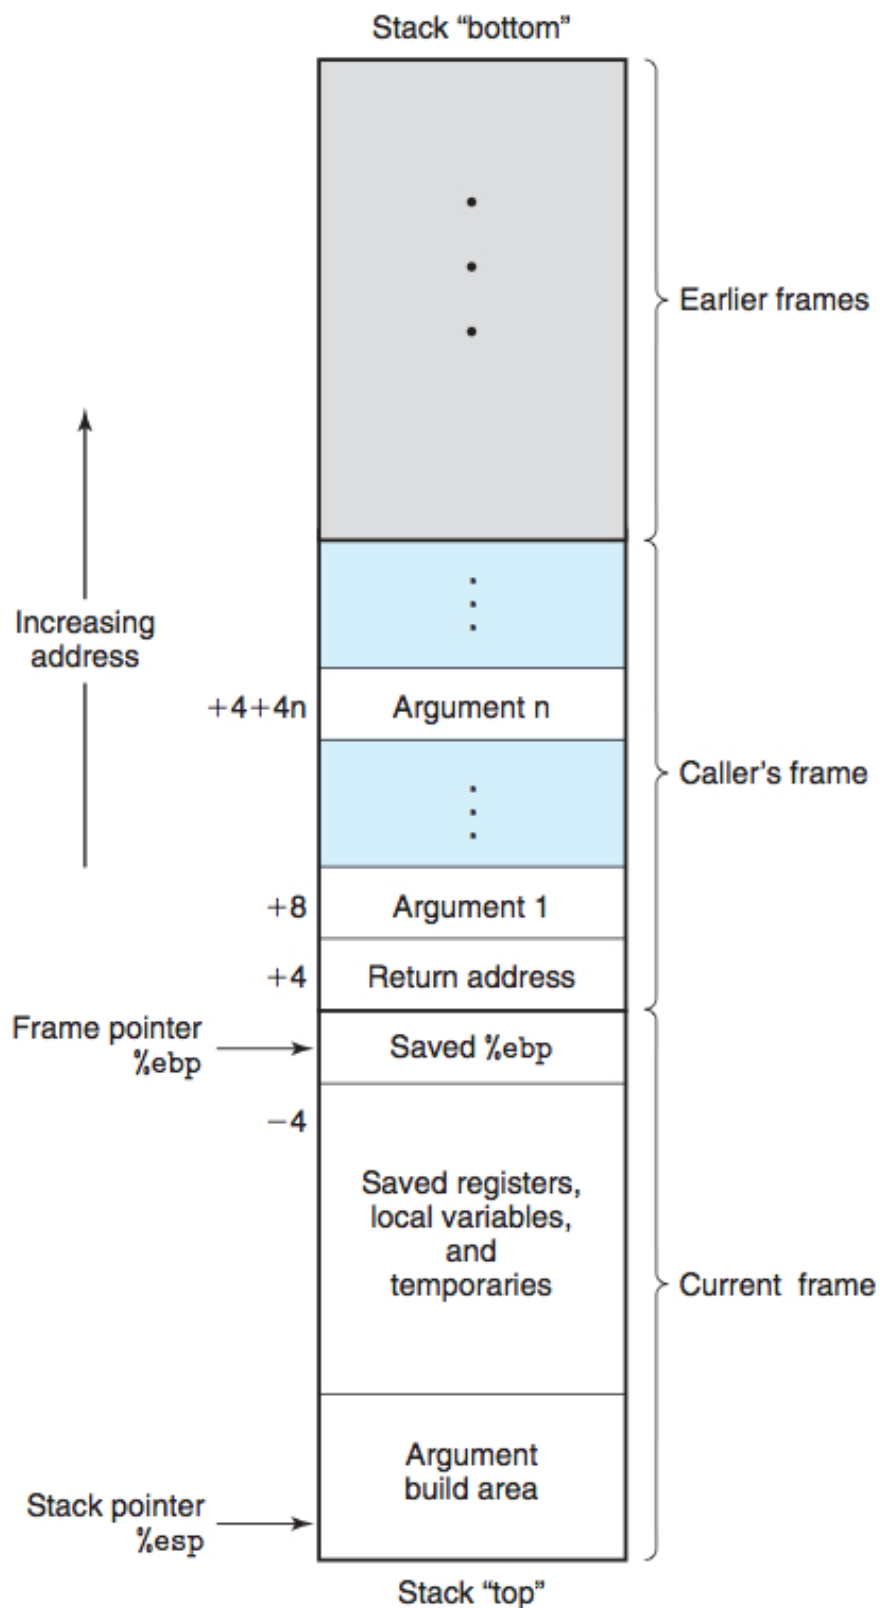 Stack “bottom”
Earlier frames
Increasing
address
+4+4n
Argument n
Caller’s frame
+8
Argument 1
+4
Return address
Frame pointer
%ebp
Saved %ebp
−4
Saved registers,
local variables,
and
temporaries
Current frame
Argument
build area
Stack pointer
%esp
Stack “top”